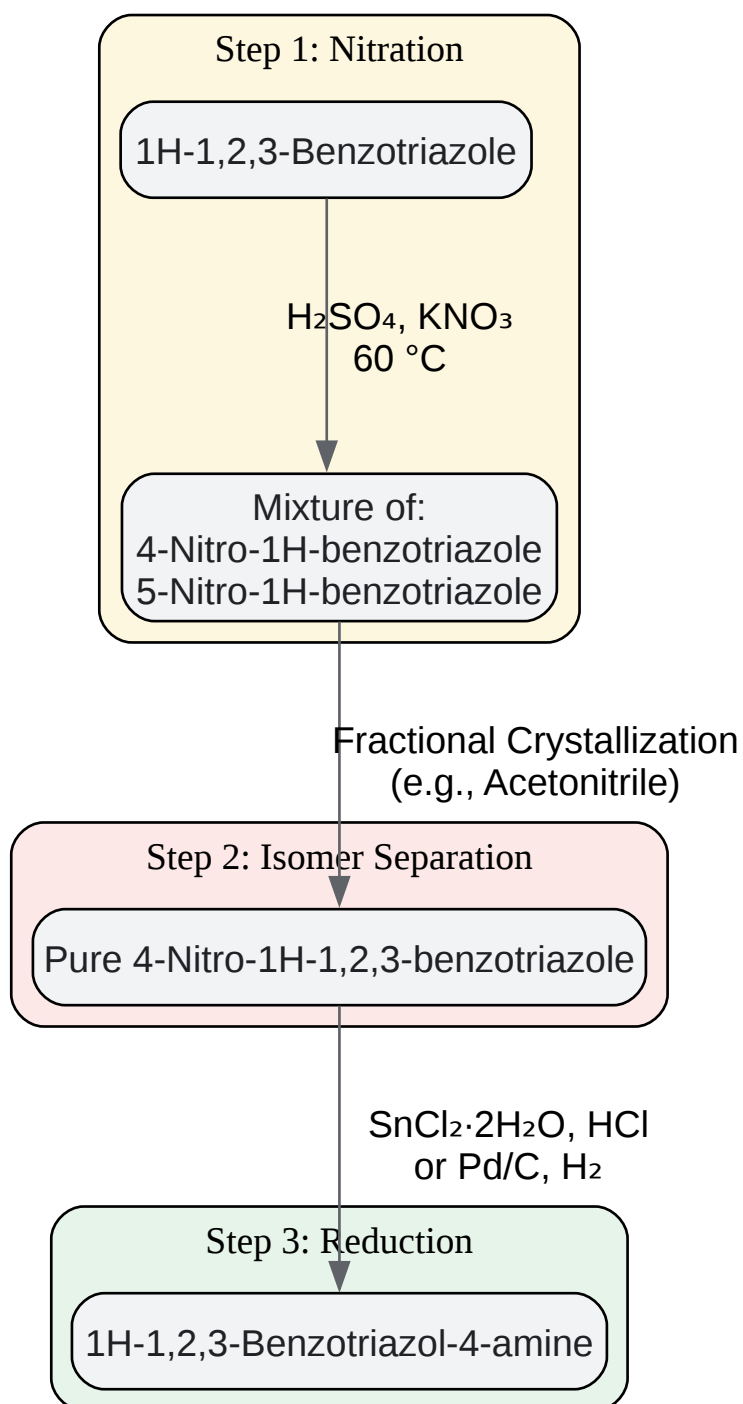 Step 1: Nitration
1H-1,2,3-Benzotriazole
H₂SO₄, KNO₃
60 °C
Mixture of:
4-Nitro-1H-benzotriazole
5-Nitro-1H-benzotriazole
Fractional Crystallization
(e.g., Acetonitrile)
Step 2: Isomer Separation
Pure 4-Nitro-1H-1,2,3-benzotriazole
SnCl₂·2H₂O, HCl
or Pd/C, H₂
Step 3: Reduction
1H-1,2,3-Benzotriazol-4-amine